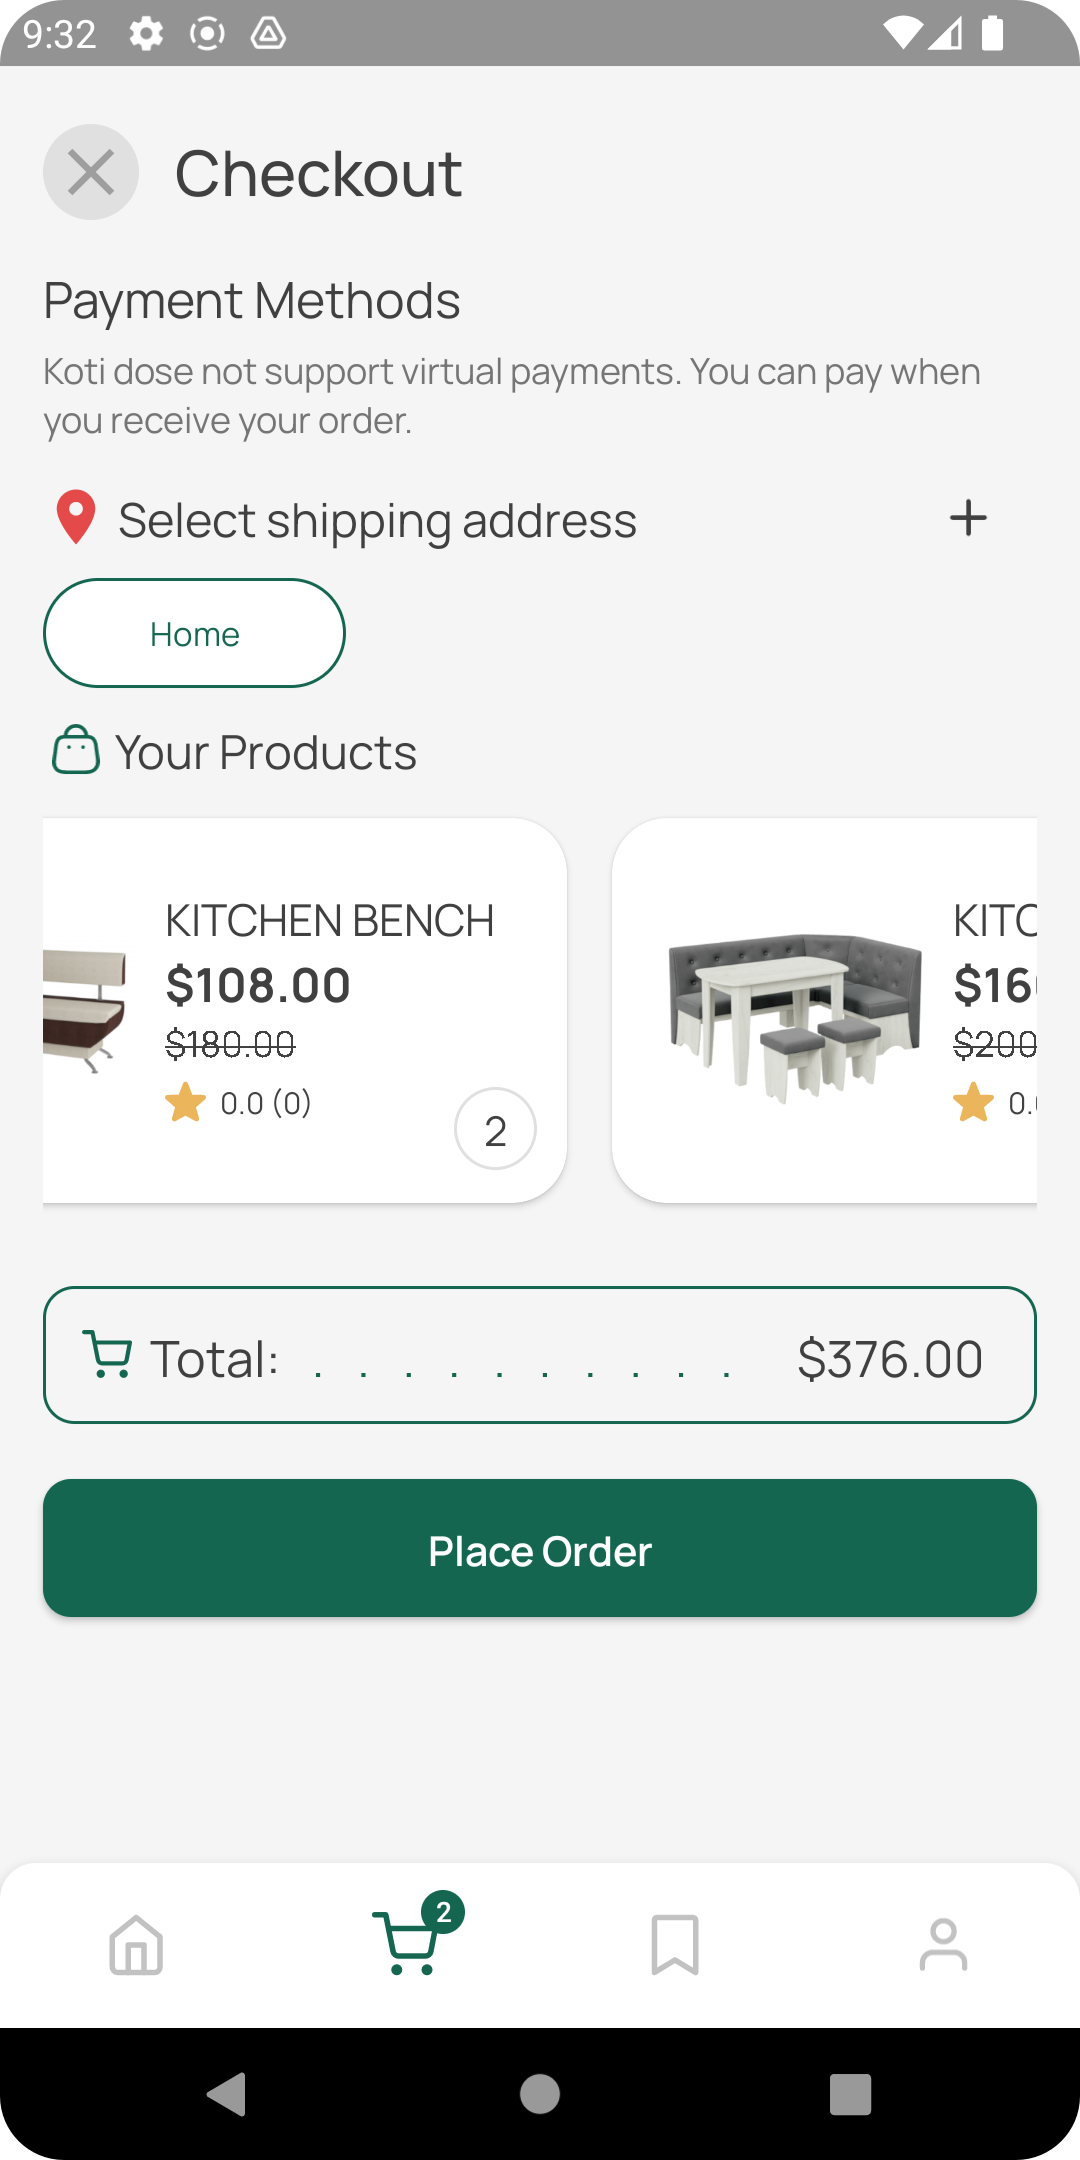 9:32
Checkout
Payment Methods
Koti dose not support virtual payments. You can pay when
you receive your order.
Select shipping address
Home
Your Products
KITCHEN BENCH
$108.00
$180.00
0.0 (0)
2
KITC
$16
$200
0.
Total: . . . . . . . . . . $376.00
Place Order
2